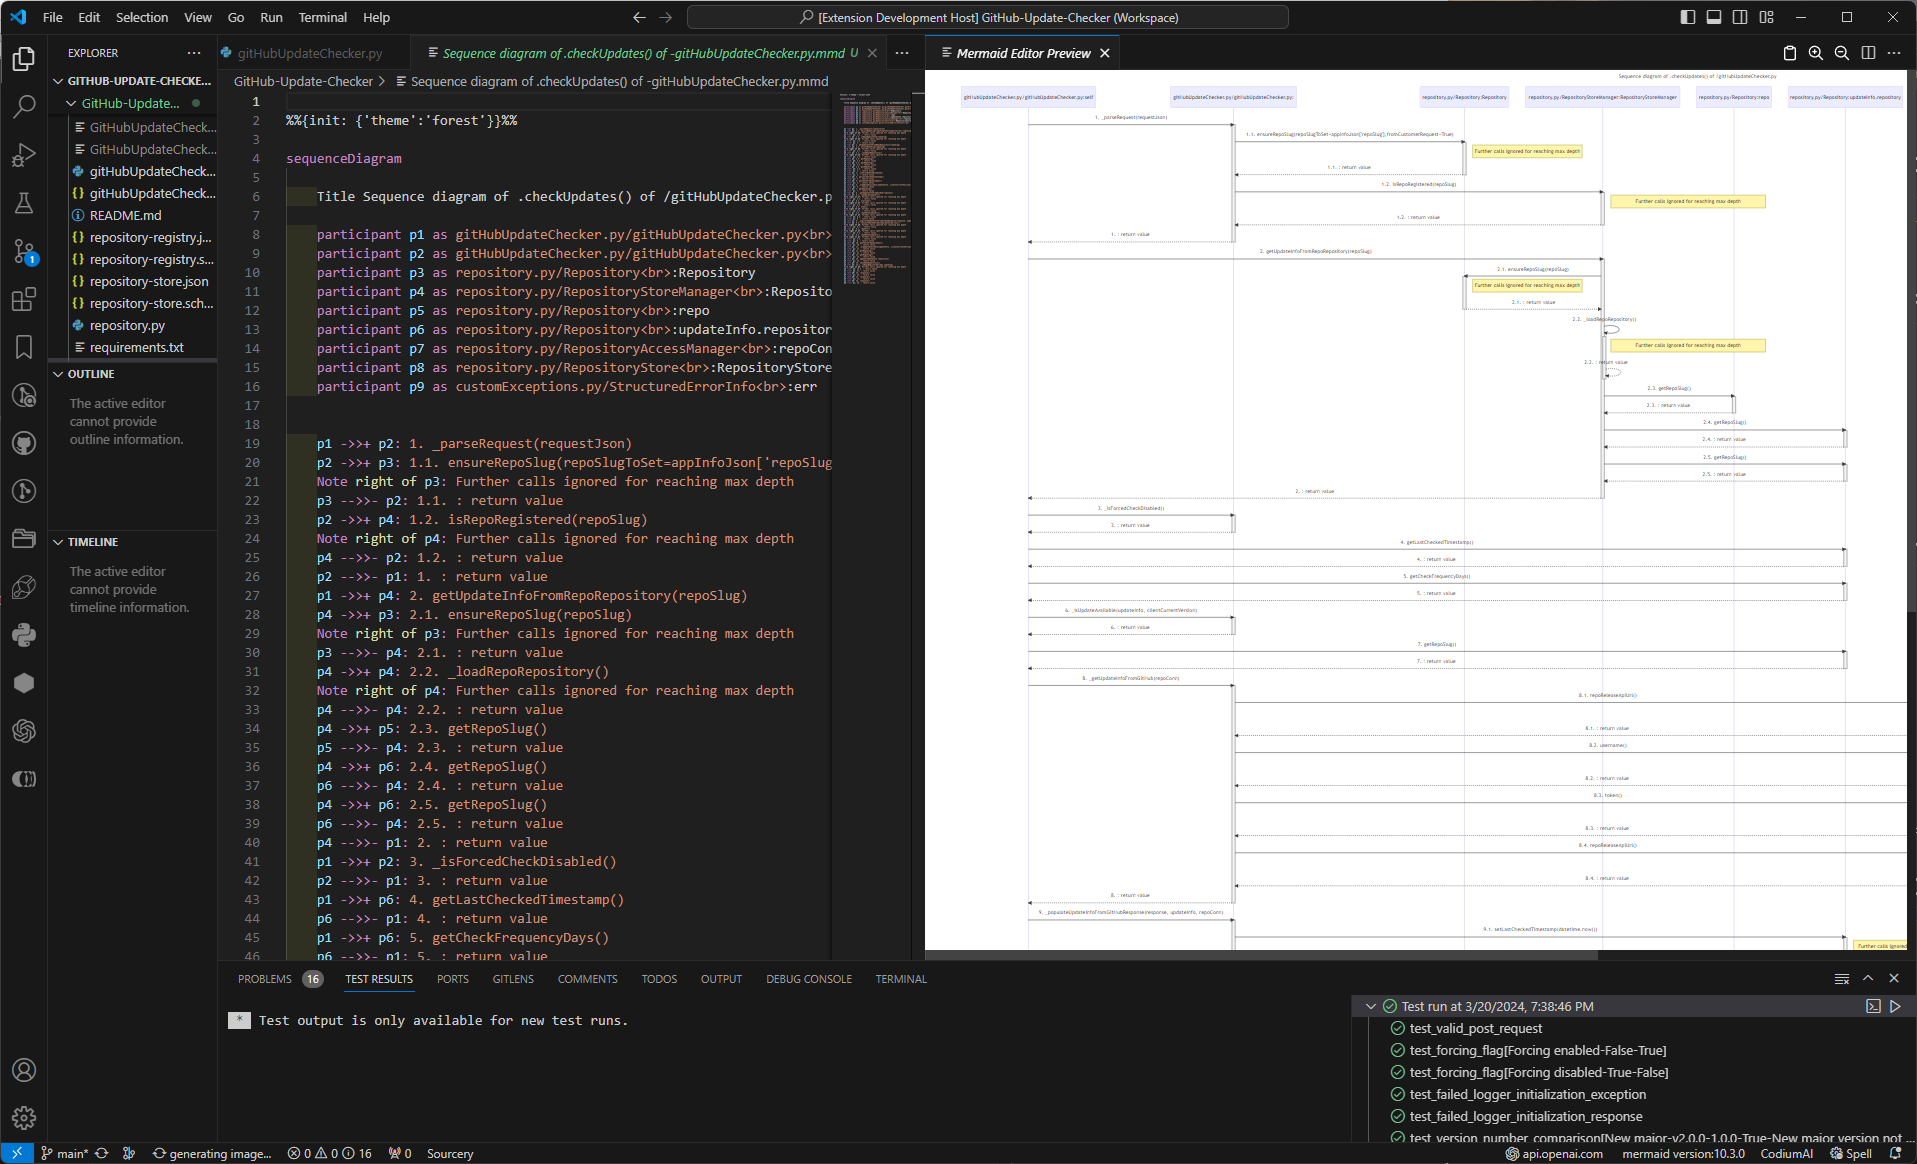 File Edit Selection View Go Run Terminal Help
[Extension Development Host] GitHub-Update-Checker (Workspace)
EXPLORER
GITHUB-UPDATE-CHECKE...
GitHub-Update...
GitHubUpdateCheck...
GitHubUpdateCheck...
gitHubUpdateCheck...
gitHubUpdateCheck...
README.md
repository-registry.j...
repository-registry.s...
repository-store.json
repository-store.sch...
repository.py
requirements.txt
OUTLINE
The active editor
cannot provide
outline information.
TIMELINE
The active editor
cannot provide
timeline information.
1
gitHubUpdateChecker.py
Sequence diagram of .checkUpdates() of -gitHubUpdateChecker.py.mmd U
GitHub-Update-Checker > Sequence diagram of .checkUpdates() of -gitHubUpdateChecker.py.mmd
1
2 %%{init: {'theme':'forest'}}%%
3
4 sequenceDiagram
5
6 Title Sequence diagram of .checkUpdates() of /gitHubUpdateChecker.p
7
8 participant p1 as gitHubUpdateChecker.py/gitHubUpdateChecker.py<br>
9 participant p2 as gitHubUpdateChecker.py/gitHubUpdateChecker.py<br>
10 participant p3 as repository.py/Repository<br>:Repository
11 participant p4 as repository.py/RepositoryStoreManager<br>:Reposito
12 participant p5 as repository.py/Repository<br>:repo
13 participant p6 as repository.py/Repository<br>:updateInfo.repositor
14 participant p7 as repository.py/RepositoryAccessManager<br>:repoCon
15 participant p8 as repository.py/RepositoryStore<br>:RepositoryStore
16 participant p9 as customExceptions.py/StructuredErrorInfo<br>:err
17
18
19 p1 ->>+ p2: 1. _parseRequest(requestJson)
20 p2 ->>+ p3: 1.1. ensureRepoSlug(repoSlugToSet=appInfoJson['repoSlug
21 Note right of p3: Further calls ignored for reaching max depth
22 p3 -->>- p2: 1.1. : return value
23 p2 ->>+ p4: 1.2. isRepoRegistered(repoSlug)
24 Note right of p4: Further calls ignored for reaching max depth
25 p4 -->>- p2: 1.2. : return value
26 p2 -->>- p1: 1. : return value
27 p1 ->>+ p4: 2. getUpdateInfoFromRepoRepository(repoSlug)
28 p4 ->>+ p3: 2.1. ensureRepoSlug(repoSlug)
29 Note right of p3: Further calls ignored for reaching max depth
30 p3 -->>- p4: 2.1. : return value
31 p4 ->>+ p4: 2.2. _loadRepoRepository()
32 Note right of p4: Further calls ignored for reaching max depth
33 p4 -->>- p4: 2.2. : return value
34 p4 ->>+ p5: 2.3. getRepoSlug()
35 p5 -->>- p4: 2.3. : return value
36 p4 ->>+ p6: 2.4. getRepoSlug()
37 p6 -->>- p4: 2.4. : return value
38 p4 ->>+ p6: 2.5. getRepoSlug()
39 p6 -->>- p4: 2.5. : return value
40 p4 -->>- p1: 2. : return value
41 p1 ->>+ p2: 3. _isForcedCheckDisabled()
42 p2 -->>- p1: 3. : return value
43 p1 ->>+ p6: 4. getLastCheckedTimestamp()
44 p6 -->>- p1: 4. : return value
45 p1 ->>+ p6: 5. getCheckFrequencyDays()
46 p6 -->>- p1: 5. : return value
Mermaid Editor Preview
Sequence diagram of .checkUpdates() of /gitHubUpdateChecker.py
gitHubUpdateChecker.py/gitHubUpdateChecker.py:self
gitHubUpdateChecker.py/gitHubUpdateChecker.py:
repository.py/Repository:Repository
repository.py/RepositoryStoreManager:RepositoryStoreManager
repository.py/Repository:repo
repository.py/Repository:updateInfo.repository
1. _parseRequest(requestJson)
1.1. ensureRepoSlug(repoSlugToSet=appInfoJson['repoSlug'],fromCustomerRequest=True)
Further calls ignored for reaching max depth
1.1. : return value
1.2. isRepoRegistered(repoSlug)
Further calls ignored for reaching max depth
1.2. : return value
1. : return value
2. getUpdateInfoFromRepoRepository(repoSlug)
2.1. ensureRepoSlug(repoSlug)
Further calls ignored for reaching max depth
2.1. : return value
2.2. _loadRepoRepository()
Further calls ignored for reaching max depth
2.2. : return value
2.3. getRepoSlug()
2.3. : return value
2.4. getRepoSlug()
2.4. : return value
2.5. getRepoSlug()
2.5. : return value
2. : return value
3. _isForcedCheckDisabled()
3. : return value
4. getLastCheckedTimestamp()
4. : return value
5. getCheckFrequencyDays()
5. : return value
6. _isUpdateAvailable(updateInfo, clientCurrentVersion)
6. : return value
7. getRepoSlug()
7. : return value
8. _getUpdateInfoFromGitHub(repoConn)
8.1. repoReleaseApiUrl()
8.1. : return value
8.2. username()
8.2. : return value
8.3. token()
8.3. : return value
8.4. repoReleaseApiUrl()
8.4. : return value
8. : return value
9. _populateUpdateInfoFromGitHubResponse(response, updateInfo, repoConn)
9.1. setLastCheckedTimestamp(datetime.now())
Further calls ignored
PROBLEMS 16 TEST RESULTS PORTS GITLENS COMMENTS TODOS OUTPUT DEBUG CONSOLE TERMINAL
* Test output is only available for new test runs.
Test run at 3/20/2024, 7:38:46 PM
test_valid_post_request
test_forcing_flag[Forcing enabled-False-True]
test_forcing_flag[Forcing disabled-True-False]
test_failed_logger_initialization_exception
test_failed_logger_initialization_response
test_version_number_comparison[New major-v2.0.0-1.0.0-True-New major version not ...
main* generating image... 0 0 16 0 Sourcery
api.openai.com mermaid version:10.3.0 CodiumAI Spell